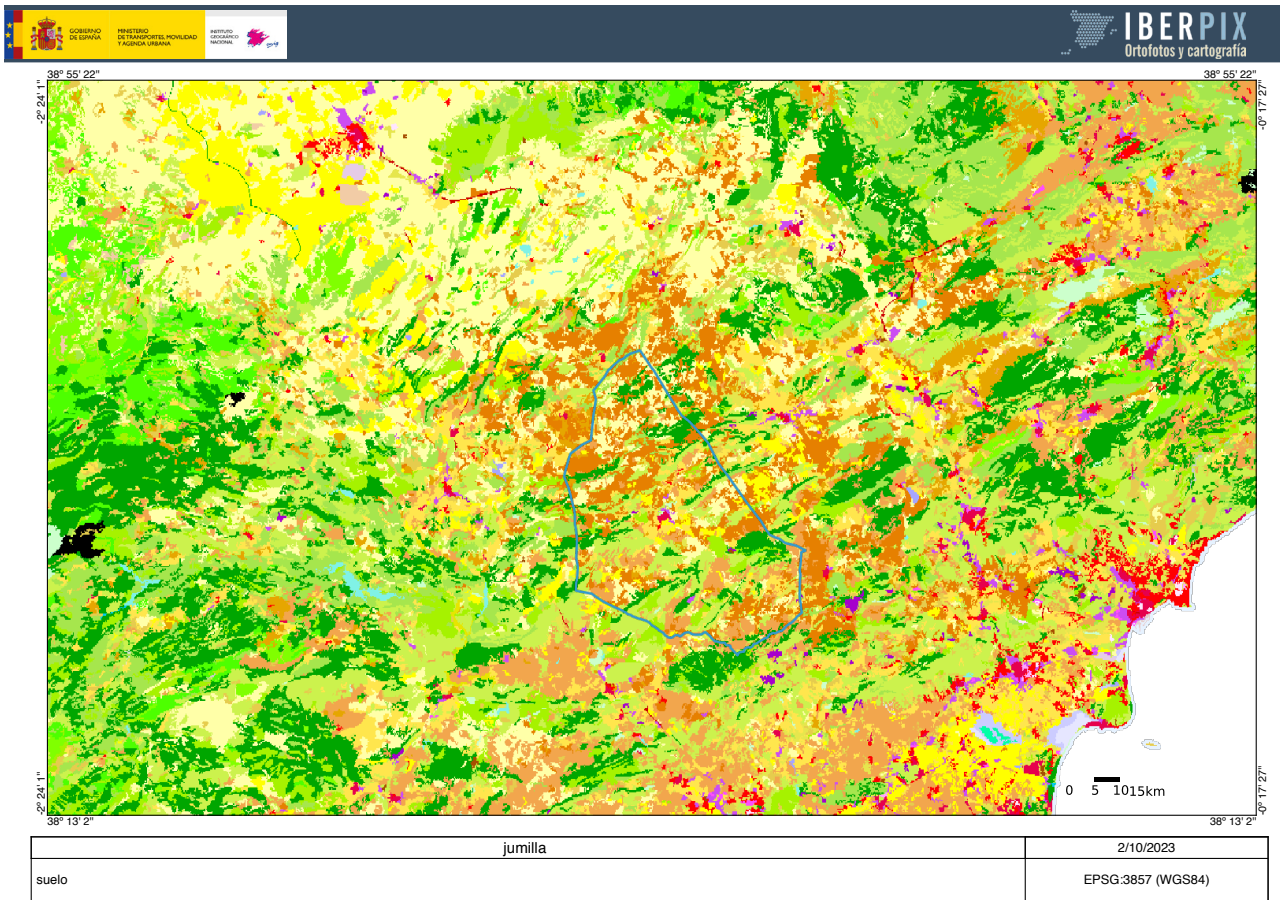 GOBIERNO
DE ESPAÑA
MINISTERIO
DE TRANSPORTES, MOVILIDAD
Y AGENDA URBANA
INSTITUTO
GEOGRÁFICO
NACIONAL
IBERPIX
Ortofotos y cartografía
38° 55' 22"
38° 55' 22"
-2° 24' 1"
-0° 17' 27"
-2° 24' 1"
-0° 17' 27"
0 5 1015km
38° 13' 2"
38° 13' 2"
jumilla
2/10/2023
suelo
EPSG:3857 (WGS84)